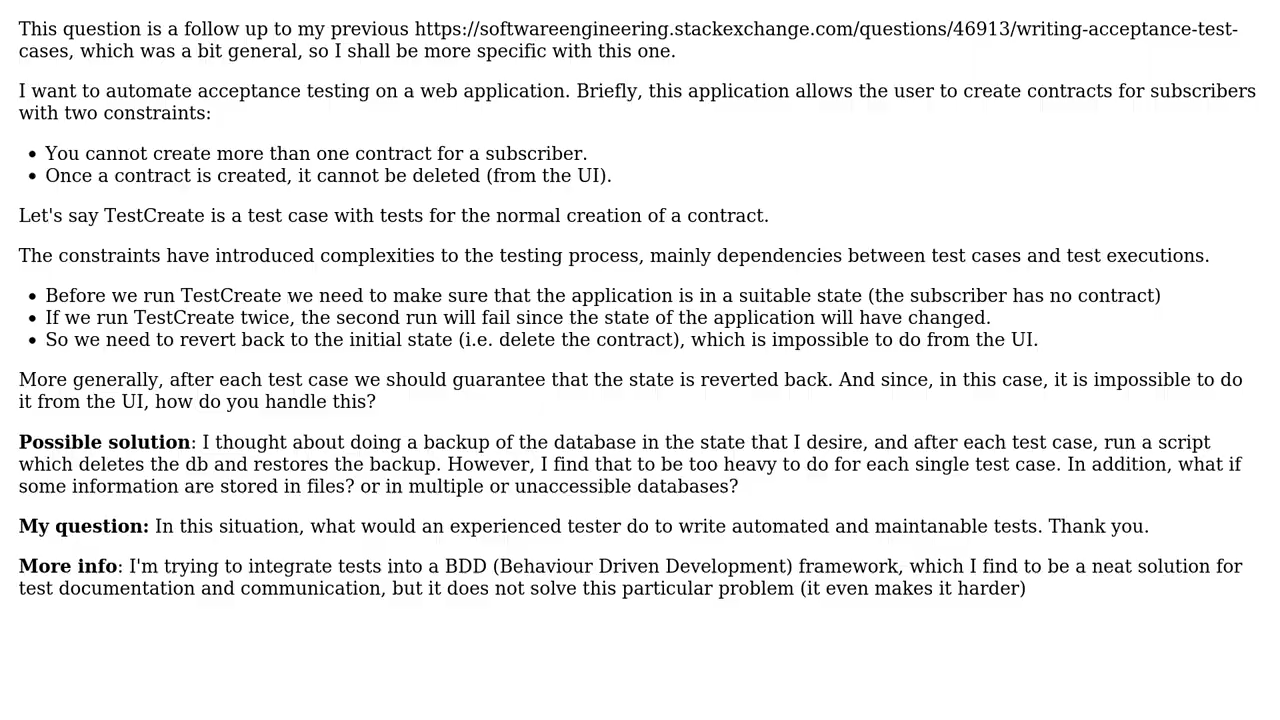 This question is a follow up to my previous https://softwareengineering.stackexchange.com/questions/46913/writing-acceptance-test-
cases, which was a bit general, so I shall be more specific with this one.
I want to automate acceptance testing on a web application. Briefly, this application allows the user to create contracts for subscribers
with two constraints:
• You cannot create more than one contract for a subscriber.
• Once a contract is created, it cannot be deleted (from the UI).
Let's say TestCreate is a test case with tests for the normal creation of a contract.
The constraints have introduced complexities to the testing process, mainly dependencies between test cases and test executions.
• Before we run TestCreate we need to make sure that the application is in a suitable state (the subscriber has no contract)
• If we run TestCreate twice, the second run will fail since the state of the application will have changed.
• So we need to revert back to the initial state (i.e. delete the contract), which is impossible to do from the UI.
More generally, after each test case we should guarantee that the state is reverted back. And since, in this case, it is impossible to do
it from the UI, how do you handle this?
Possible solution: I thought about doing a backup of the database in the state that I desire, and after each test case, run a script
which deletes the db and restores the backup. However, I find that to be too heavy to do for each single test case. In addition, what if
some information are stored in files? or in multiple or unaccessible databases?
My question: In this situation, what would an experienced tester do to write automated and maintanable tests. Thank you.
More info: I'm trying to integrate tests into a BDD (Behaviour Driven Development) framework, which I find to be a neat solution for
test documentation and communication, but it does not solve this particular problem (it even makes it harder)